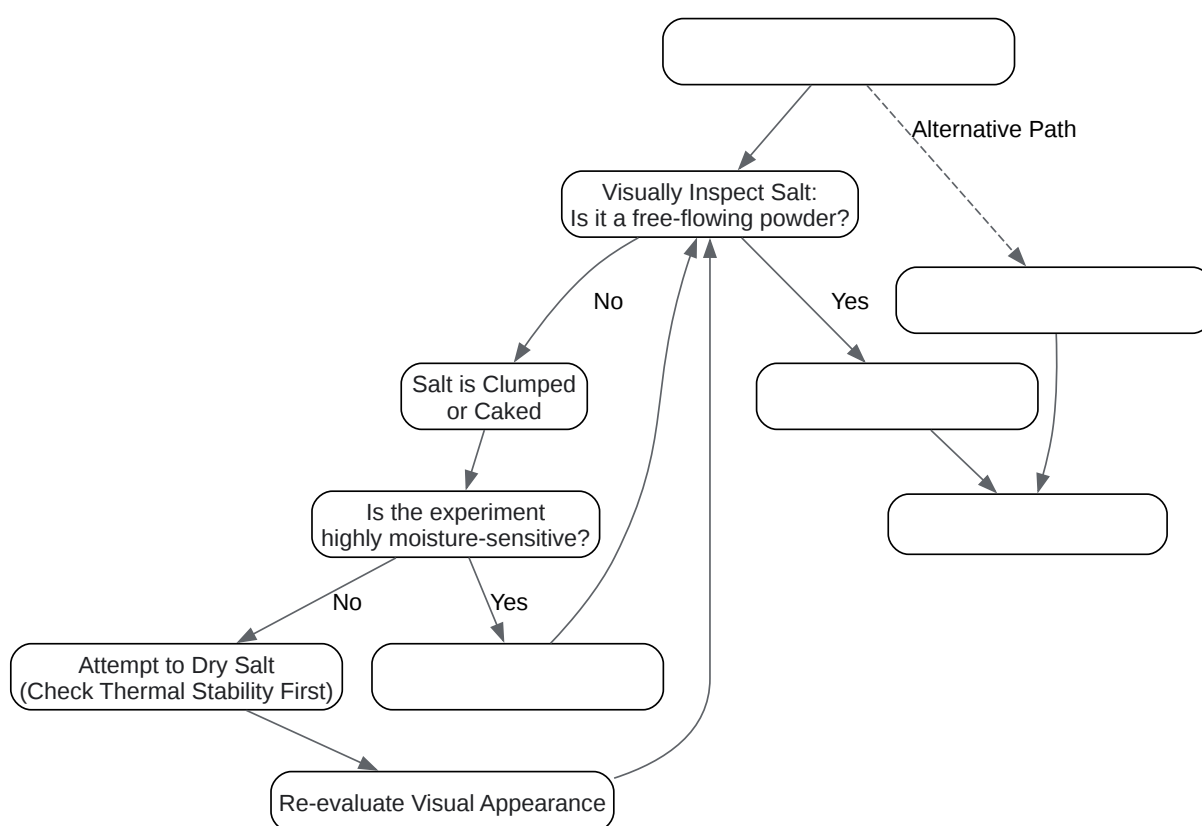 Alternative Path
Visually Inspect Salt:
Is it a free-flowing powder?
No
Yes
Salt is Clumped
or Caked
Is the experiment
highly moisture-sensitive?
No
Yes
Attempt to Dry Salt
(Check Thermal Stability First)
Re-evaluate Visual Appearance